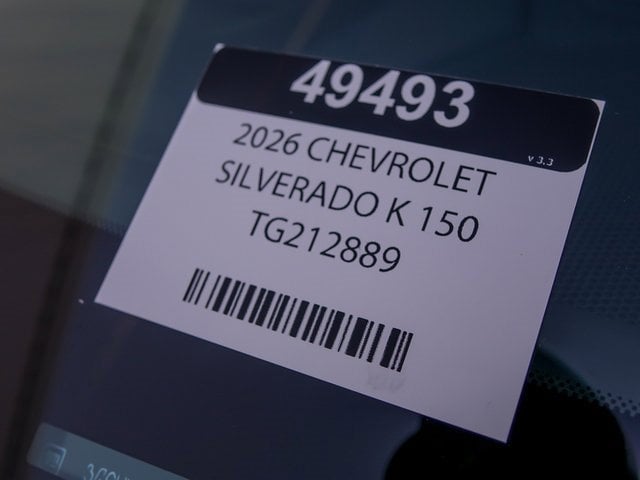 49493
v 3.3
2026 CHEVROLET
SILVERADO K 150
TG212889